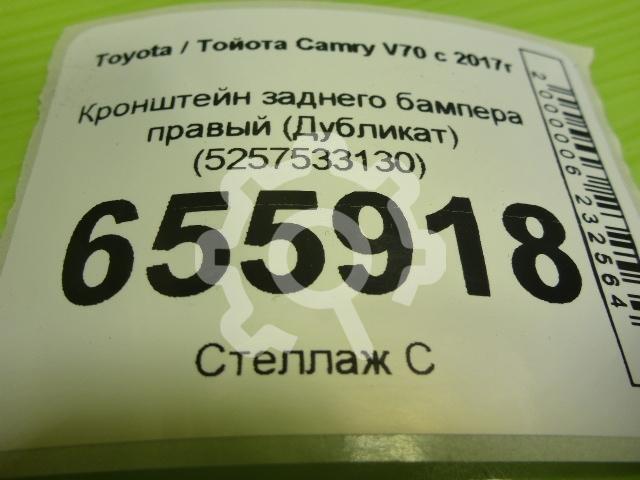 Toyota / Тойота Camry V70 с 2017г
Кронштейн заднего бампера
правый (Дубликат)
(5257533130)
655918
Стеллаж С
2000006232564